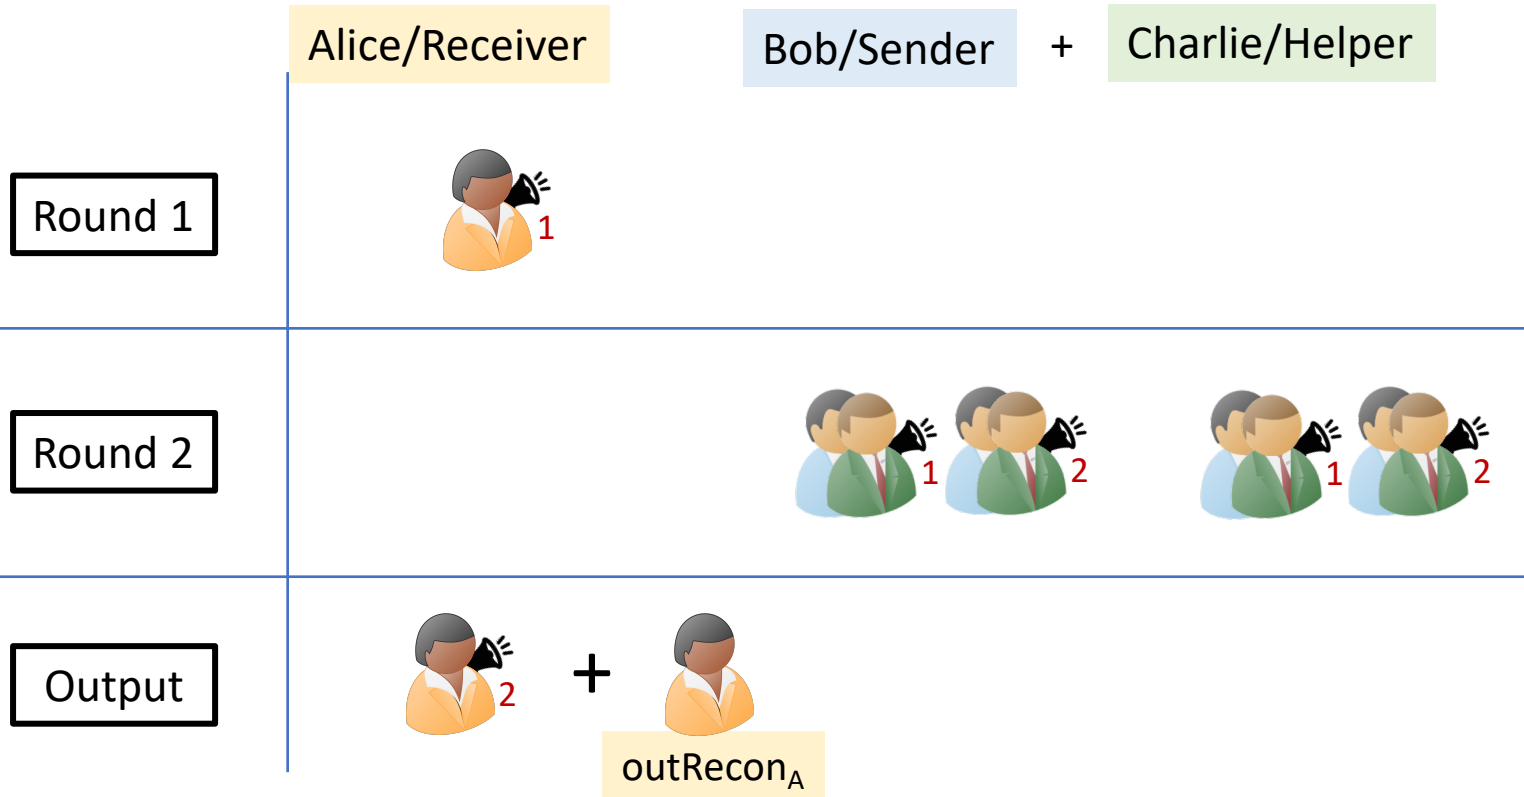 Alice/Receiver
Bob/Sender + Charlie/Helper
Round 1
1
Round 2
1 2 1 2
Output
2 +
outRecon_A